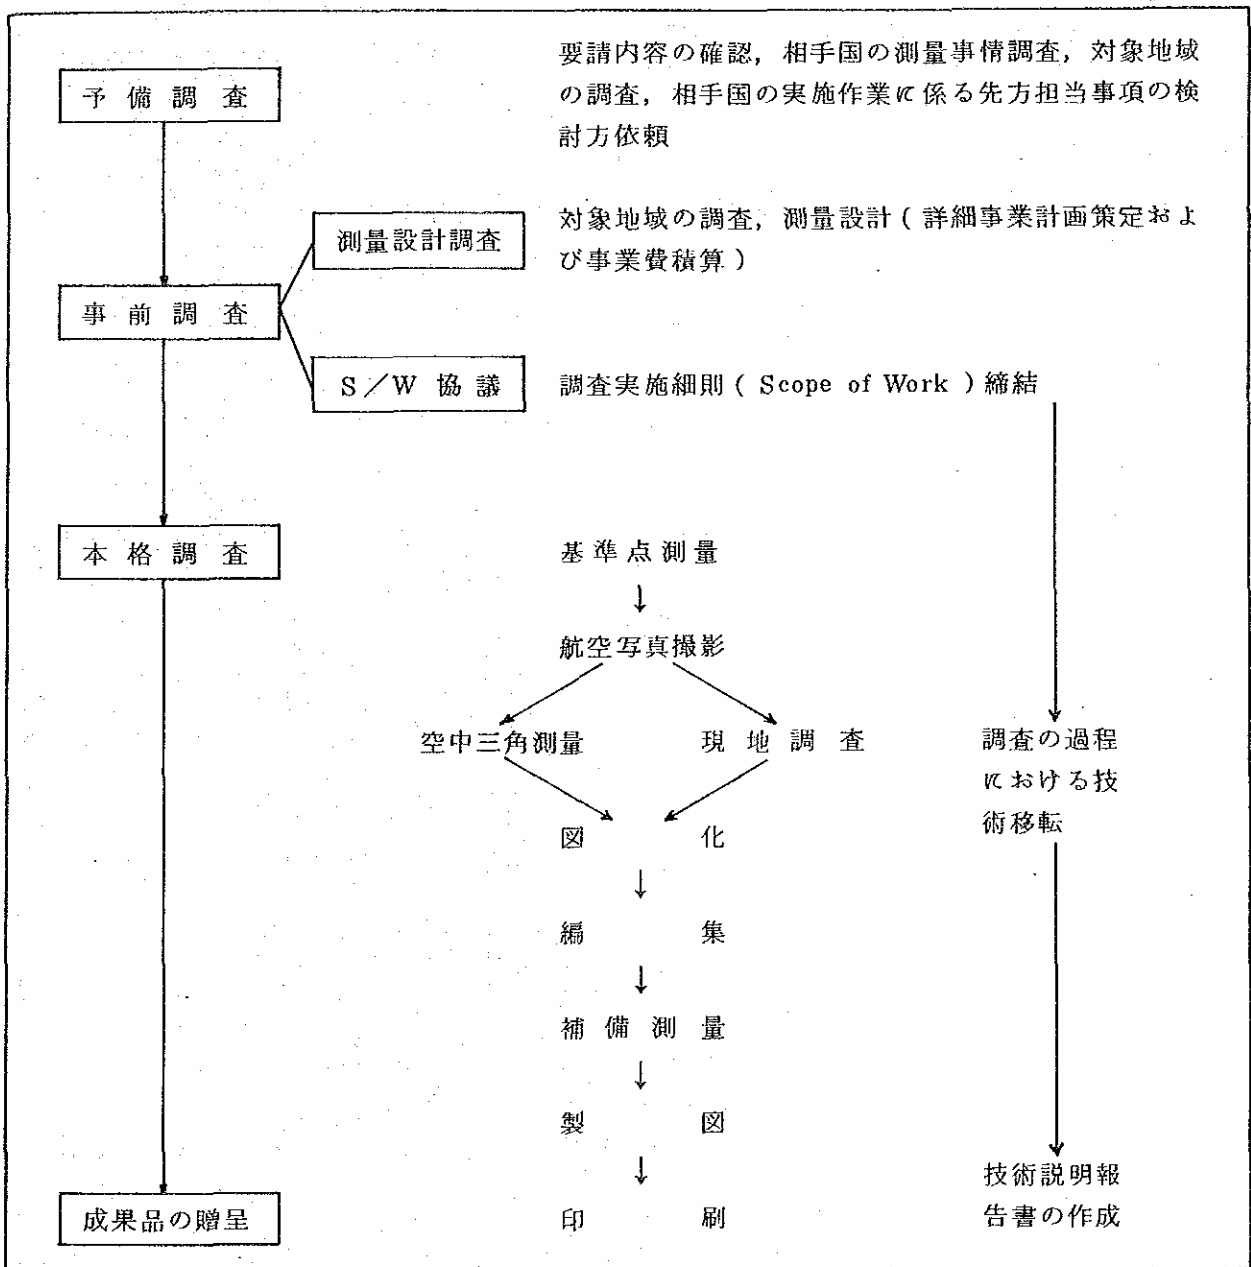 予備調査
要請内容の確認，相手国の測量事情調査，対象地域
の調査，相手国の実施作業に係る先方担当事項の検
討方依頼
測量設計調査
対象地域の調査，測量設計（詳細事業計画策定およ
び事業費積算）
事前調査
S／W協議
調査実施細則（Scope of Work）締結
本格調査
基準点測量
↓
航空写真撮影
空中三角測量
現地調査
調査の過程
における技
術移転
図化
↓
編集
↓
補備測量
↓
製図
↓
印刷
技術説明報
告書の作成
成果品の贈呈